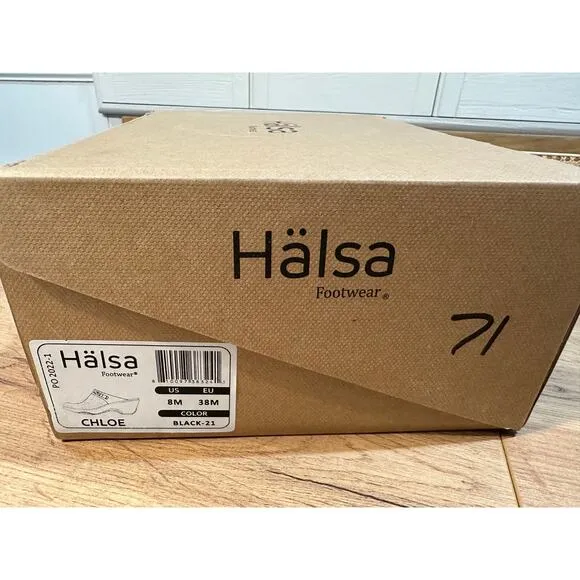 Hälsa
Footwear®
71
PO 2022-1
Hälsa
Footwear®
US EU
8M 38M
COLOR
CHLOE BLACK-21